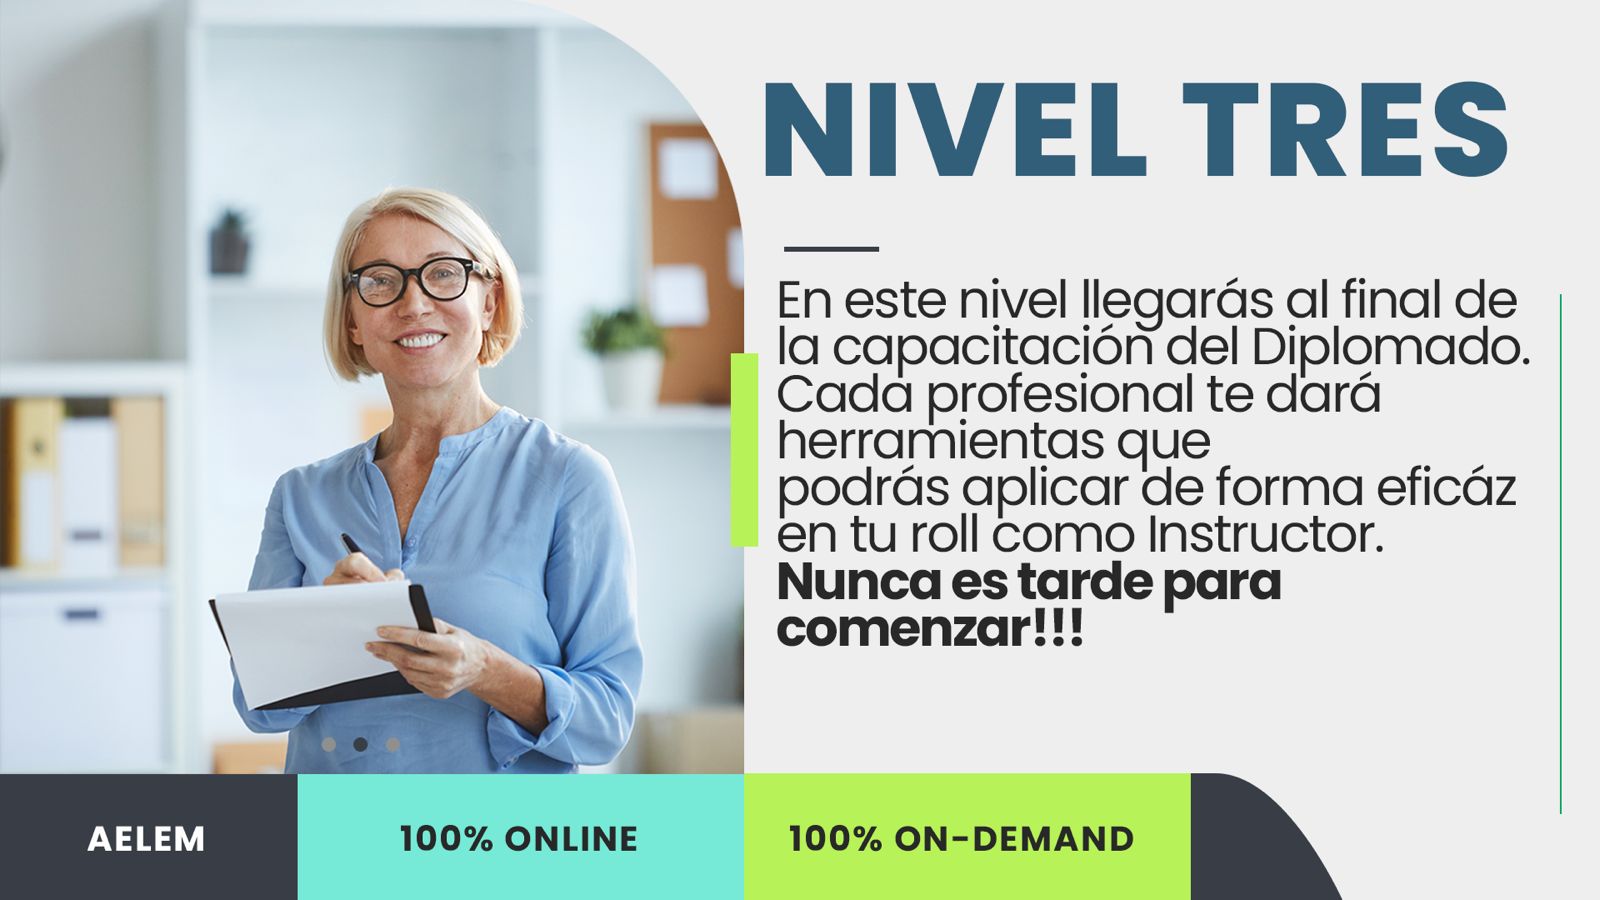 NIVEL TRES
En este nivel llegarás al final de
la capacitación del Diplomado.
Cada profesional te dará
herramientas que
podrás aplicar de forma eficáz
en tu roll como Instructor.
Nunca es tarde para
comenzar!!!
AELEM
100% ONLINE
100% ON-DEMAND